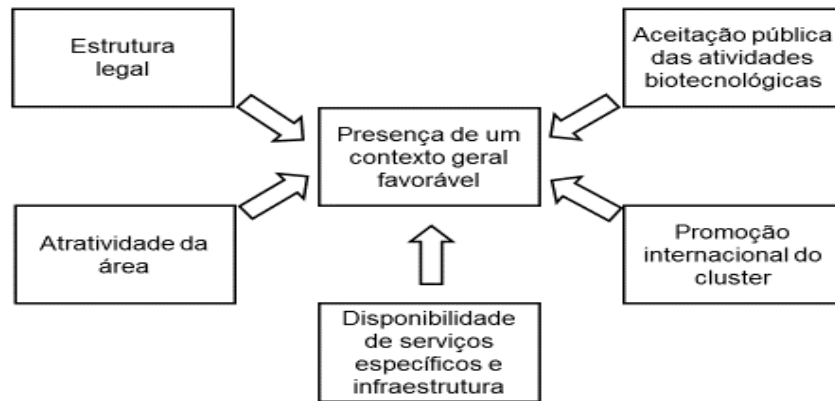 Estrutura
legal
Aceitação pública
das atividades
biotecnológicas
Presença de um
contexto geral
favorável
Atratividade da
área
Promoção
internacional do
cluster
Disponibilidade
de serviços
específicos e
infraestrutura